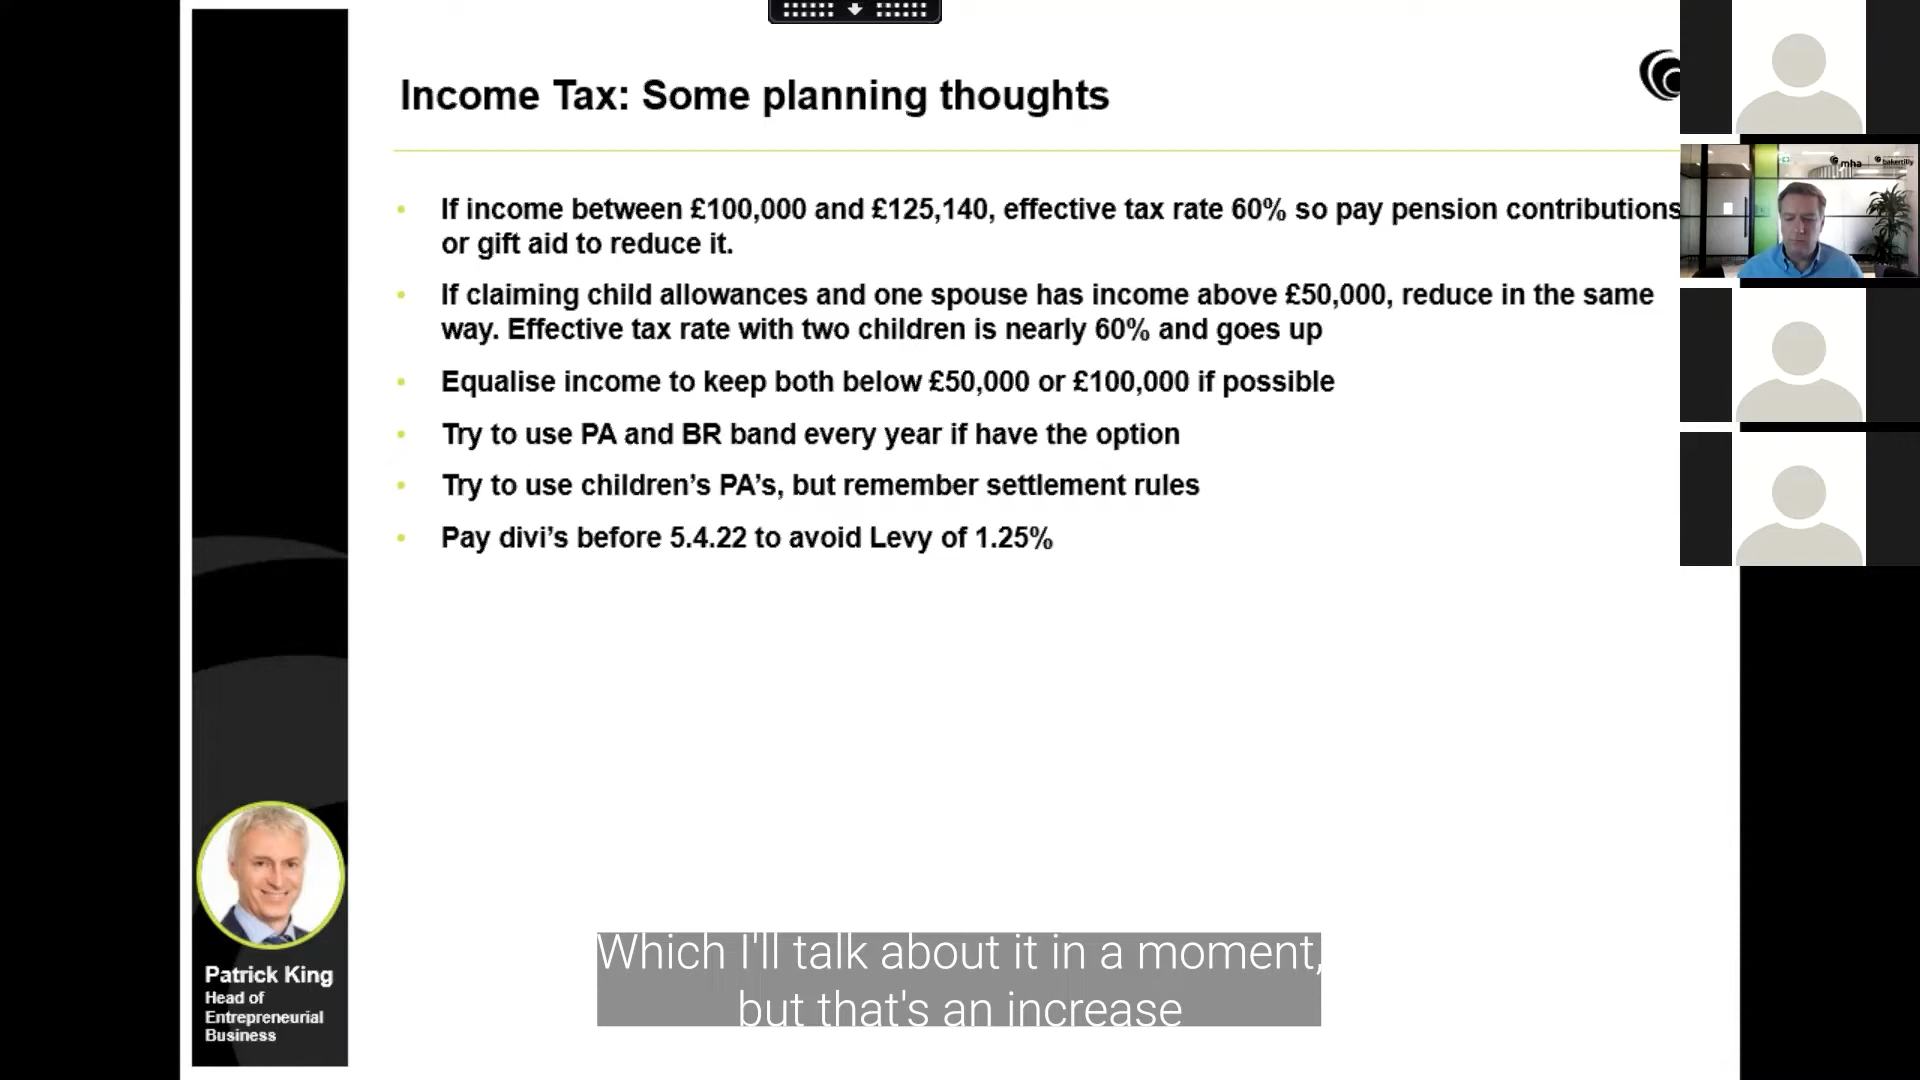 Income Tax: Some planning thoughts
• If income between £100,000 and £125,140, effective tax rate 60% so pay pension contributions
or gift aid to reduce it.
• If claiming child allowances and one spouse has income above £50,000, reduce in the same
way. Effective tax rate with two children is nearly 60% and goes up
• Equalise income to keep both below £50,000 or £100,000 if possible
• Try to use PA and BR band every year if have the option
• Try to use children's PA's, but remember settlement rules
• Pay divi's before 5.4.22 to avoid Levy of 1.25%
mha
bakertilly
Patrick King
Head of
Entrepreneurial
Business
Which I'll talk about it in a moment,
but that's an increase